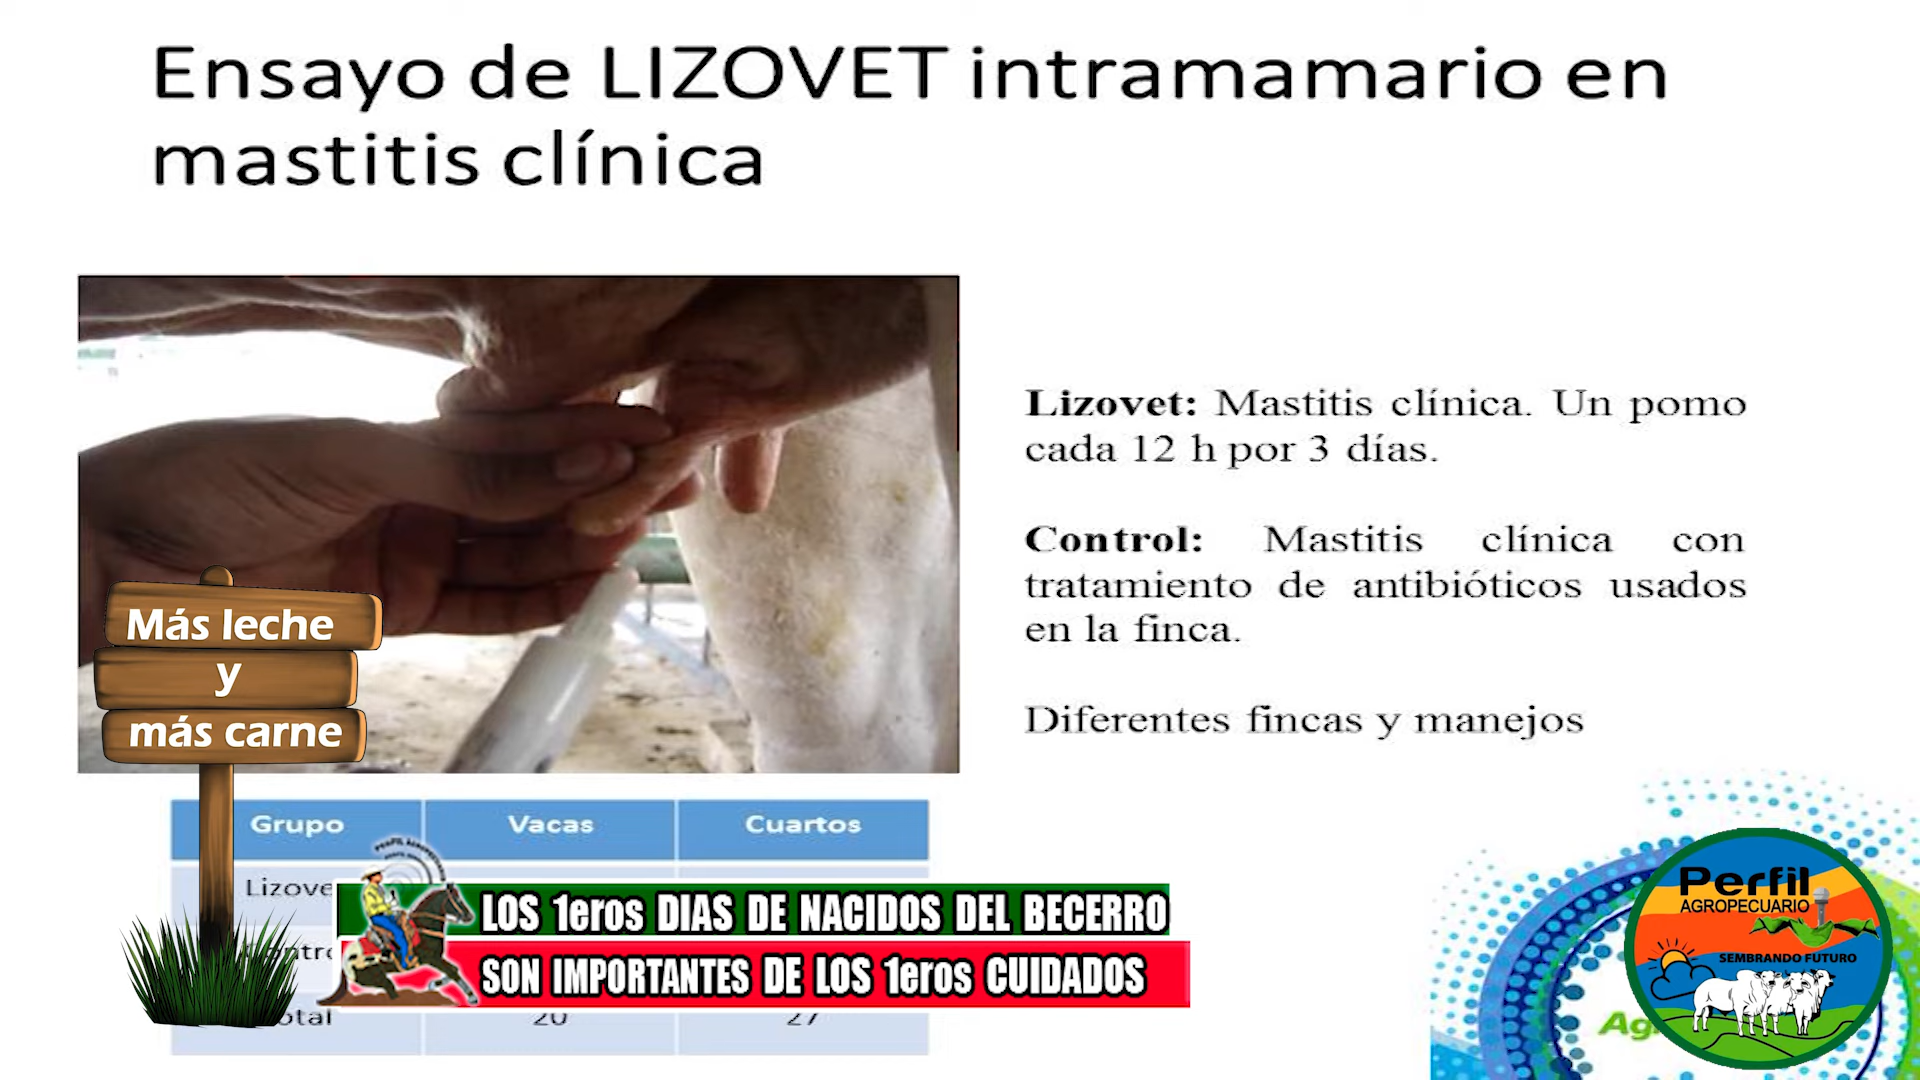 Ensayo de LIZOVET intramamario en
mastitis clínica
Lizovet: Mastitis clínica. Un pomo
cada 12 h por 3 días.
Control: Mastitis clínica con
tratamiento de antibióticos usados
en la finca.
Diferentes fincas y manejos
Más leche
y
más carne
Grupo Vacas Cuartos
20 27
LOS 1eros DIAS DE NACIDOS DEL BECERRO
SON IMPORTANTES DE LOS 1eros CUIDADOS
Perfil
AGROPECUARIO
SEMBRANDO FUTURO